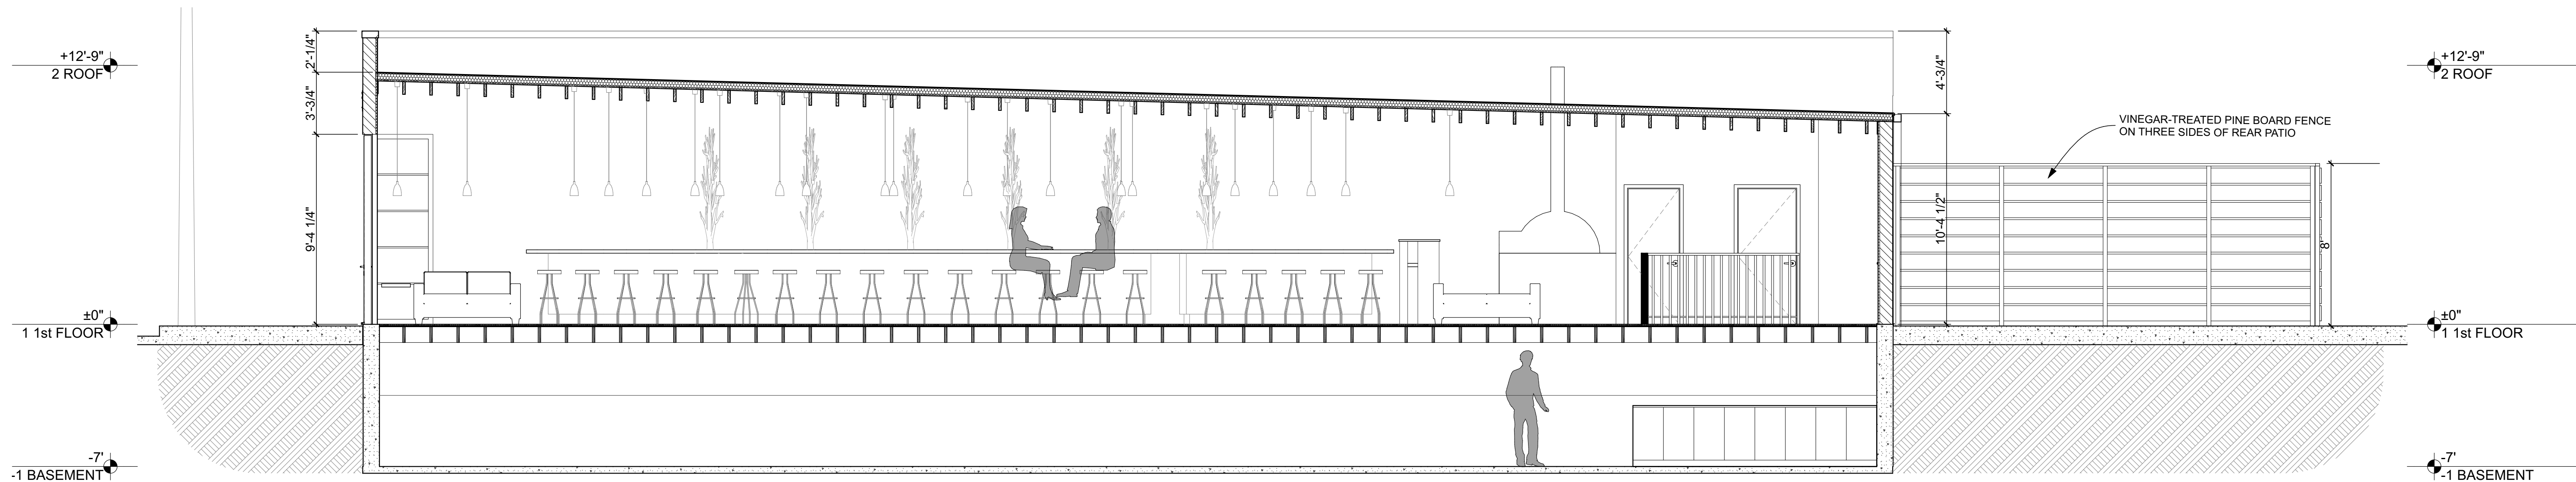 +12'-9"
2 ROOF
±0"
1 1st FLOOR
-7'
-1 BASEMENT
2'-1/4"
3'-3/4"
9'-4 1/4"
4'-3/4"
10'-4 1/2"
VINEGAR-TREATED PINE BOARD FENCE
ON THREE SIDES OF REAR PATIO
8'
+12'-9"
2 ROOF
±0"
1 1st FLOOR
-7'
-1 BASEMENT